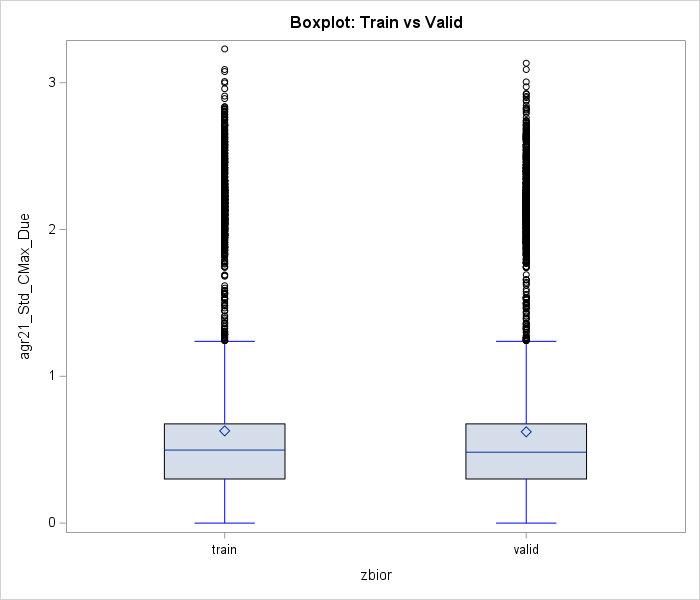 Boxplot: Train vs Valid
agr21_Std_CMax_Due
3
2
1
0
train valid
zbior